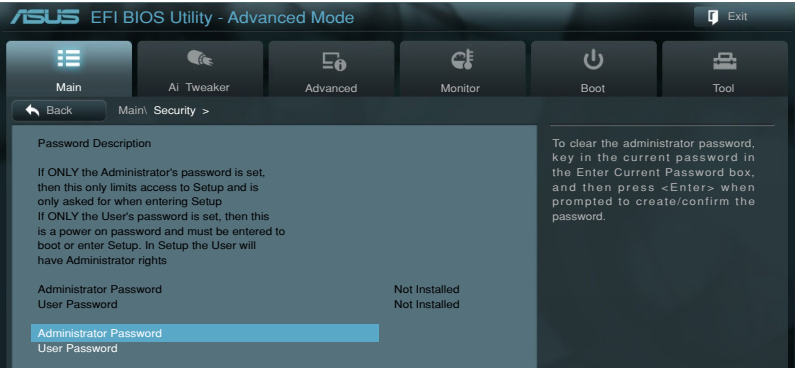 ASUS EFI BIOS Utility - Advanced Mode
Exit
Main
Ai Tweaker
Advanced
Monitor
Boot
Tool
Back
Main\ Security >
Password Description
If ONLY the Administrator's password is set,
then this only limits access to Setup and is
only asked for when entering Setup
If ONLY the User's password is set, then this
is a power on password and must be entered to
boot or enter Setup. In Setup the User will
have Administrator rights
Administrator Password Not Installed
User Password Not Installed
Administrator Password
User Password
To clear the administrator password,
key in the current password in
the Enter Current Password box,
and then press <Enter> when
prompted to create/confirm the
password.